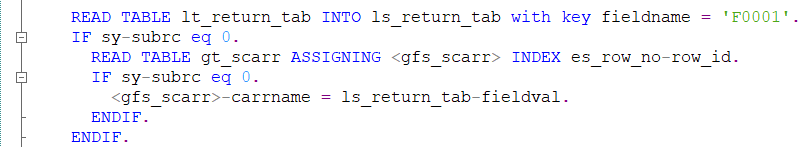 READ TABLE lt_return_tab INTO ls_return_tab with key fieldname = 'F0001'.
IF sy-subrc eq 0.
READ TABLE gt_scarr ASSIGNING <gfs_scarr> INDEX es_row_no-row_id.
IF sy-subrc eq 0.
<gfs_scarr>-carrname = ls_return_tab-fieldval.
ENDIF.
ENDIF.